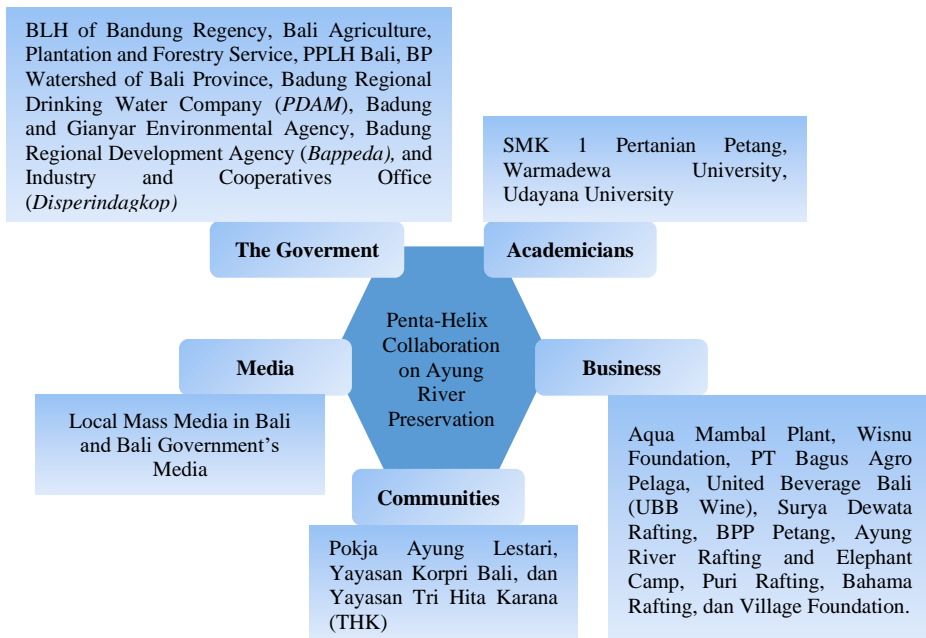 BLH of Bandung Regency, Bali Agriculture,
Plantation and Forestry Service, PPLH Bali, BP
Watershed of Bali Province, Badung Regional
Drinking Water Company (PDAM), Badung
and Gianyar Environmental Agency, Badung
Regional Development Agency (Bappeda), and
Industry and Cooperatives Office
(Disperindagkop)
The Goverment
SMK 1 Pertanian Petang,
Warmadewa University,
Udayana University
Academicians
Penta-Helix
Collaboration
on Ayung
River
Preservation
Media
Local Mass Media in Bali
and Bali Government’s
Media
Business
Aqua Mambal Plant, Wisnu
Foundation, PT Bagus Agro
Pelaga, United Beverage Bali
(UBB Wine), Surya Dewata
Rafting, BPP Petang, Ayung
River Rafting and Elephant
Camp, Puri Rafting, Bahama
Rafting, dan Village Foundation.
Communities
Pokja Ayung Lestari,
Yayasan Korpri Bali, dan
Yayasan Tri Hita Karana
(THK)